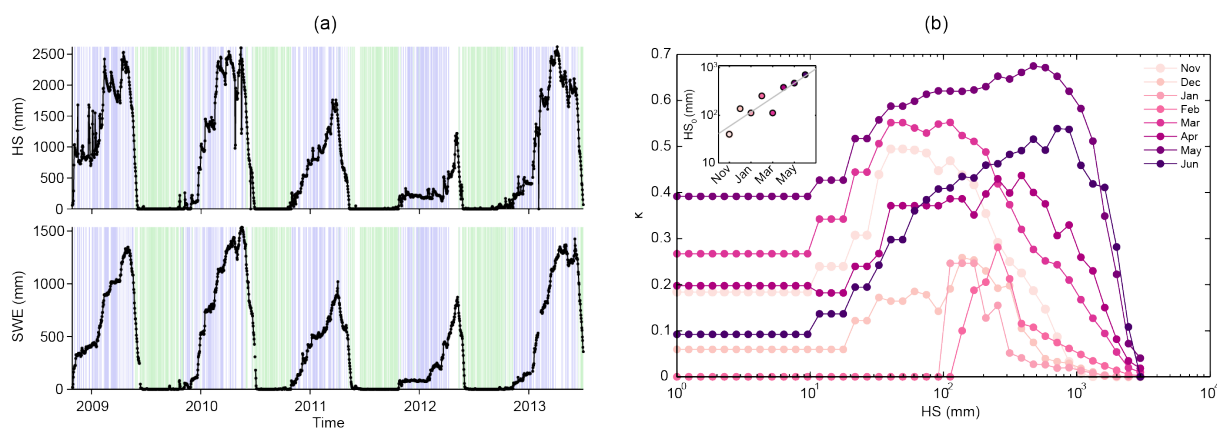 (a)
HS (mm)
2500
2000
1500
1000
500
0
SWE (mm)
1500
1000
500
0
2009
2010
2011
2012
2013
Time
(b)
κ
0.7
0.6
0.5
0.4
0.3
0.2
0.1
0
10^0
10^1
10^2
10^3
10^4
HS (mm)
HS_0 (mm)
10^3
10^2
10
Nov
Jan
Mar
May
Nov
Dec
Jan
Feb
Mar
Apr
May
Jun